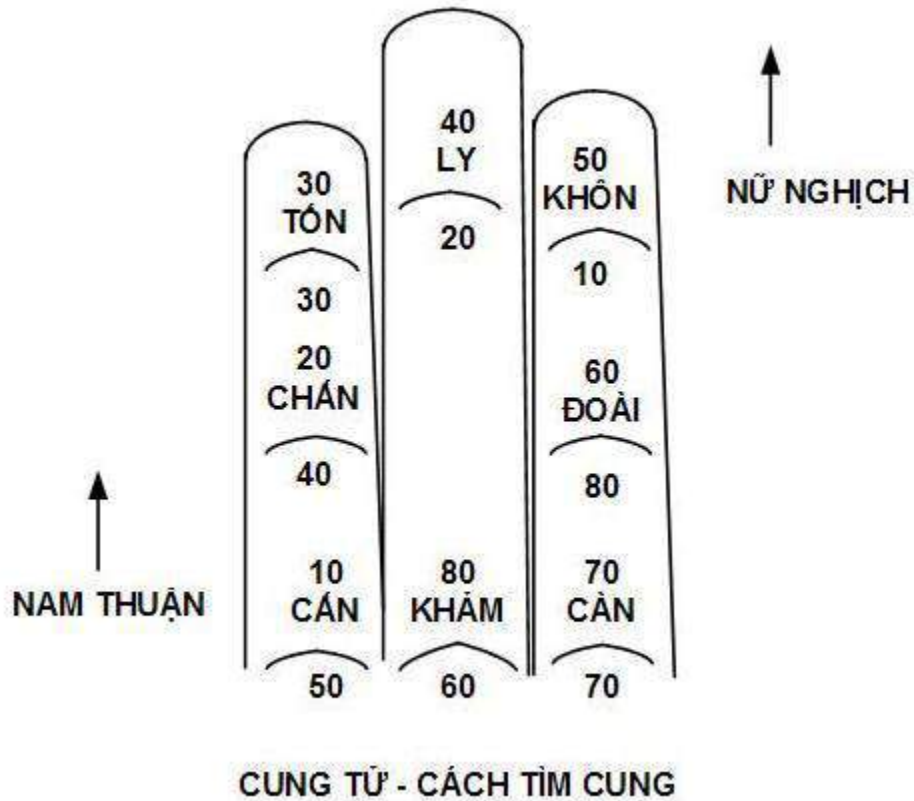 30
TỐN
30
20
CHẤN
40
10
CẤN
50
40
LY
20
80
KHẢM
60
50
KHÔN
10
60
ĐOÀI
80
70
CÀN
70
NAM THUẬN
NỮ NGHỊCH
CUNG TỬ - CÁCH TÌM CUNG